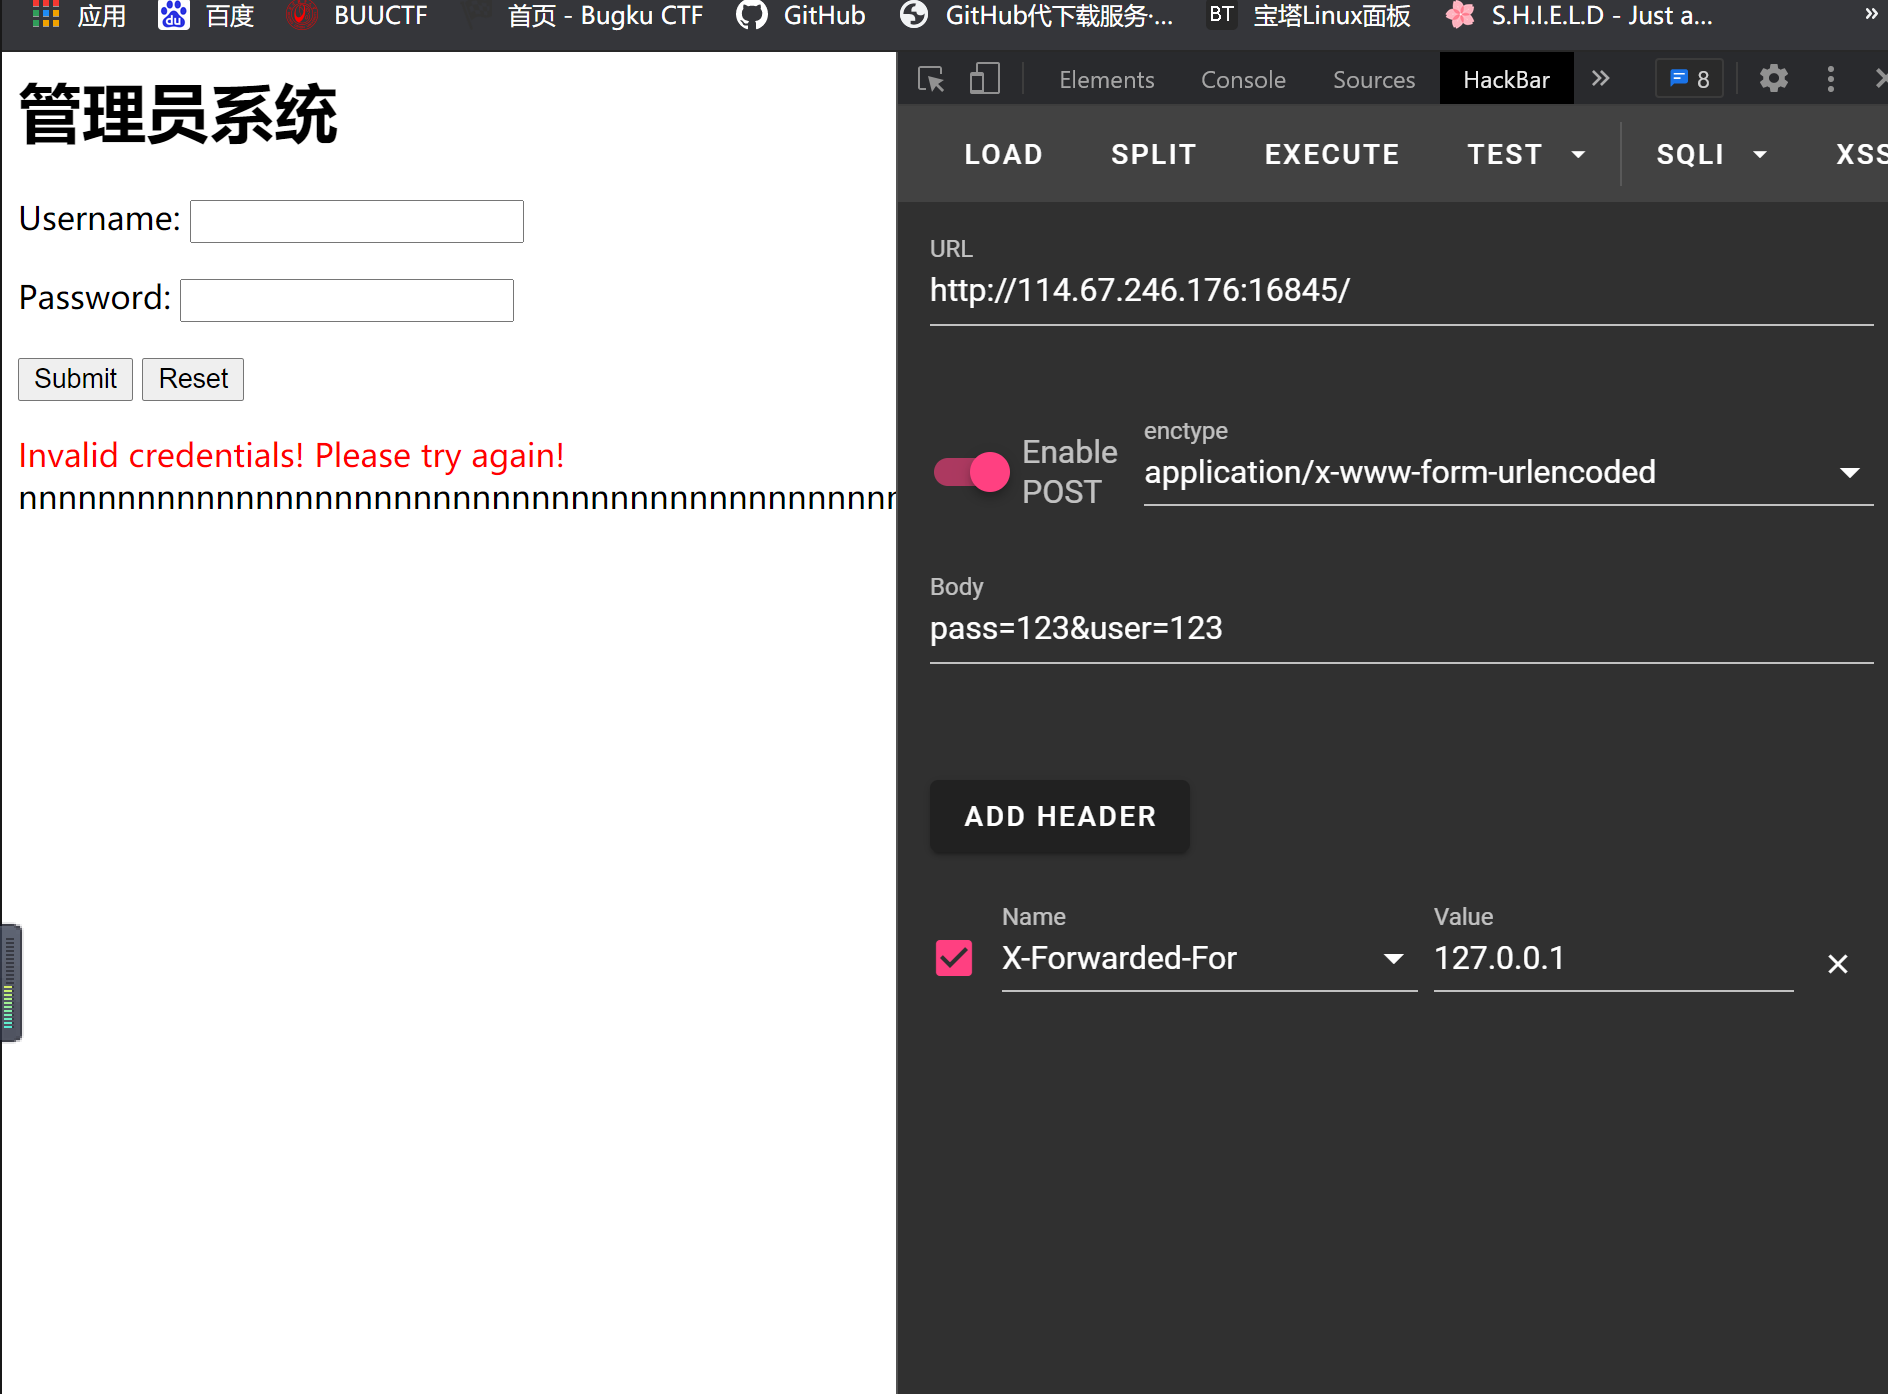 应用 百度 BUUCTF 首页 - Bugku CTF GitHub GitHub代下载服务·... BT 宝塔Linux面板 S.H.I.E.L.D - Just a... »
管理员系统
Username:
Password:
Submit Reset
Invalid credentials! Please try again!
nnnnnnnnnnnnnnnnnnnnnnnnnnnnnnnnnnnnnnnnnnnn
Elements Console Sources HackBar » 8
LOAD SPLIT EXECUTE TEST SQLI XSS
URL
http://114.67.246.176:16845/
Enable POST
enctype
application/x-www-form-urlencoded
Body
pass=123&user=123
ADD HEADER
Name Value
X-Forwarded-For 127.0.0.1